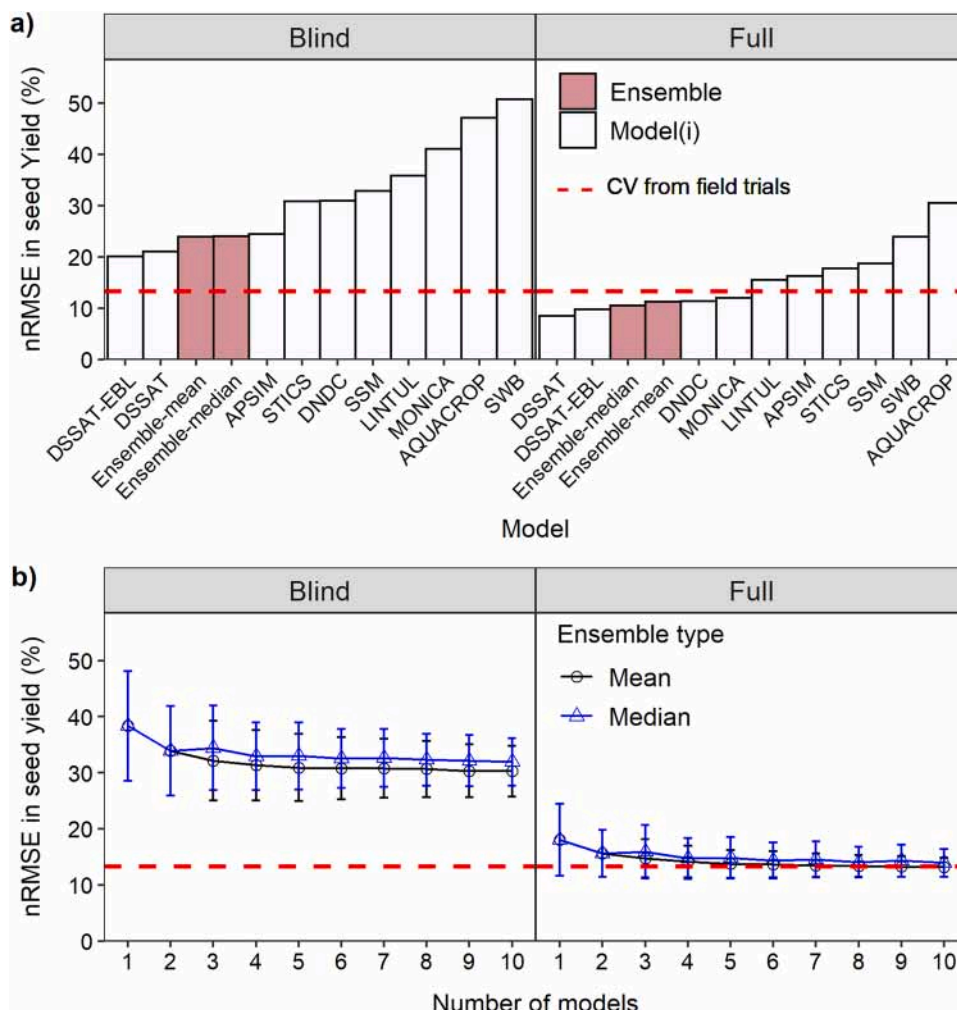 a)
Blind
Full
nRMSE in seed Yield (%)
50
40
30
20
10
0
Ensemble
Model(i)
CV from field trials
DSSAT-EBL
DSSAT
Ensemble-mean
Ensemble-median
APSIM
STICS
DNDC
SSM
LINTUL
MONICA
AQUACROP
SWB
DSSAT
DSSAT-EBL
Ensemble-median
Ensemble-mean
DNDC
MONICA
LINTUL
APSIM
STICS
SSM
SWB
AQUACROP
Model
b)
Blind
Full
nRMSE in seed yield (%)
50
40
30
20
10
0
Ensemble type
Mean
Median
1 2 3 4 5 6 7 8 9 10
1 2 3 4 5 6 7 8 9 10
Number of models